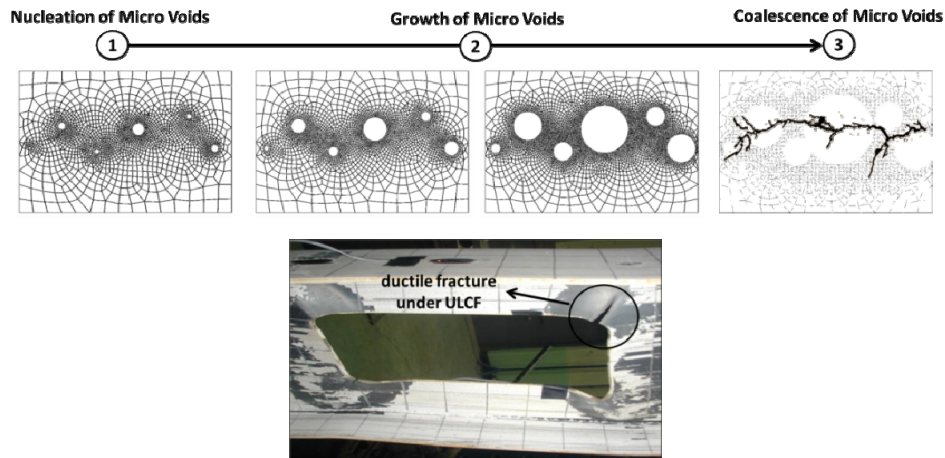 Nucleation of Micro Voids
Growth of Micro Voids
Coalescence of Micro Voids
1
2
3
ductile fracture
under ULCF